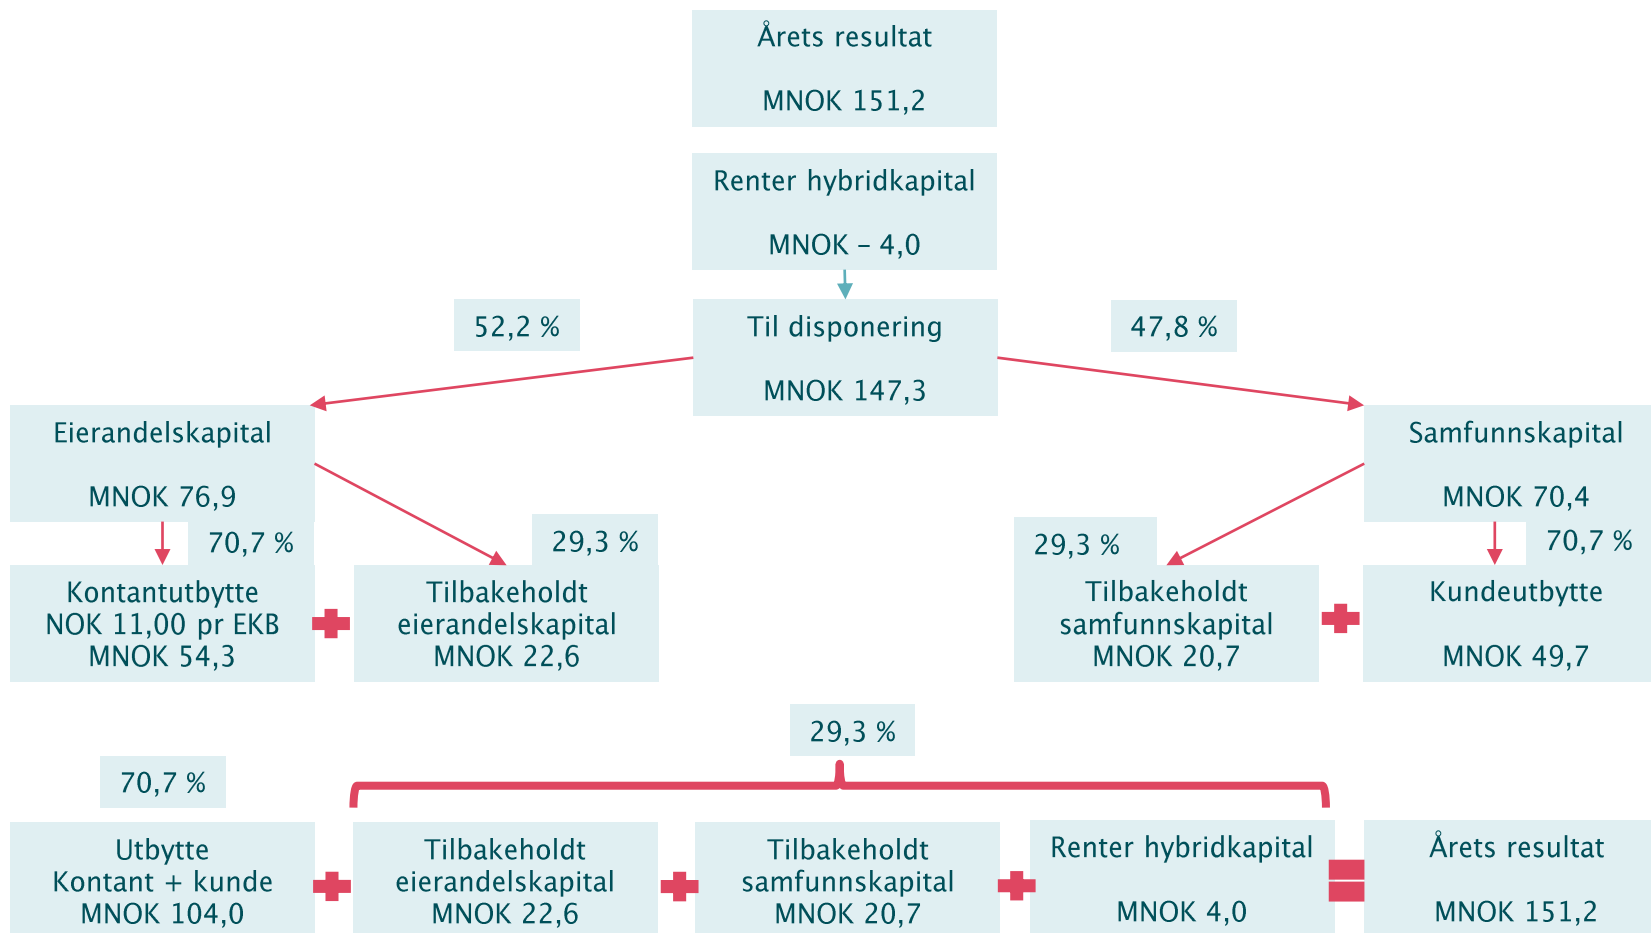 Årets resultat
MNOK 151,2
Renter hybridkapital
MNOK – 4,0
52,2 %
Til disponering
MNOK 147,3
47,8 %
Eierandelskapital
MNOK 76,9
Samfunnskapital
MNOK 70,4
70,7 %
29,3 %
29,3 %
70,7 %
Kontantutbytte
NOK 11,00 pr EKB
MNOK 54,3
Tilbakeholdt
eierandelskapital
MNOK 22,6
Tilbakeholdt
samfunnskapital
MNOK 20,7
Kundeutbytte
MNOK 49,7
29,3 %
70,7 %
Utbytte
Kontant + kunde
MNOK 104,0
Tilbakeholdt
eierandelskapital
MNOK 22,6
Tilbakeholdt
samfunnskapital
MNOK 20,7
Renter hybridkapital
MNOK 4,0
Årets resultat
MNOK 151,2